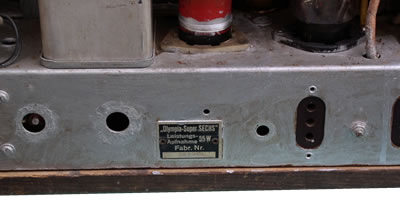 "Olympia-Super SECHS"
Leistungs-
Aufnahme 55 W
Fabr. Nr.